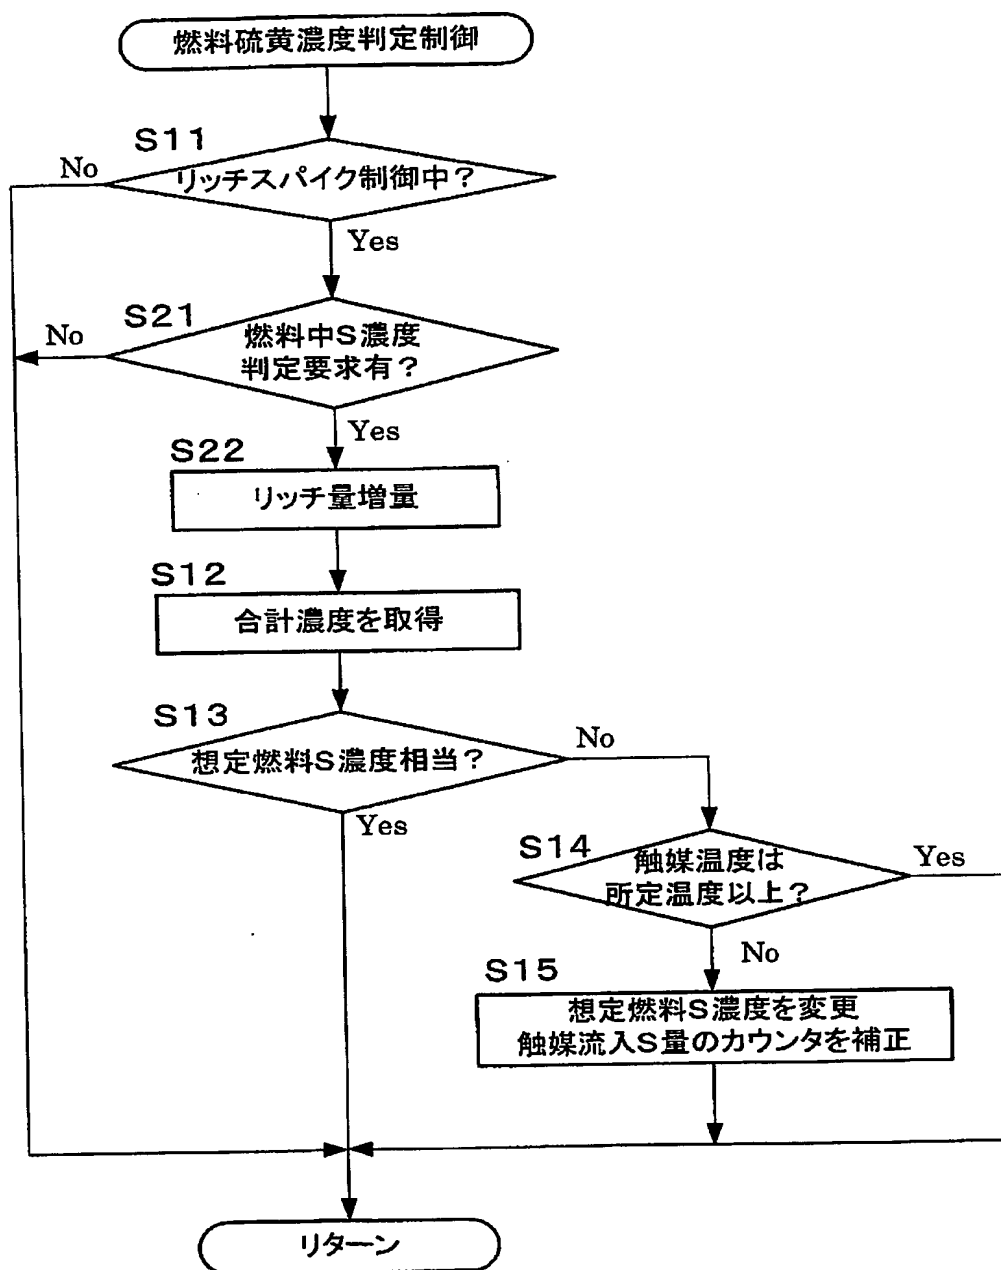 燃料硫黄濃度判定制御
S11
No
リッチスパイク制御中？
Yes
S21
No
燃料中S濃度
判定要求有？
Yes
S22
リッチ量増量
S12
合計濃度を取得
S13
想定燃料S濃度相当？
No
Yes
S14
触媒温度は
所定温度以上？
Yes
No
S15
想定燃料S濃度を変更
触媒流入S量のカウンタを補正
リターン